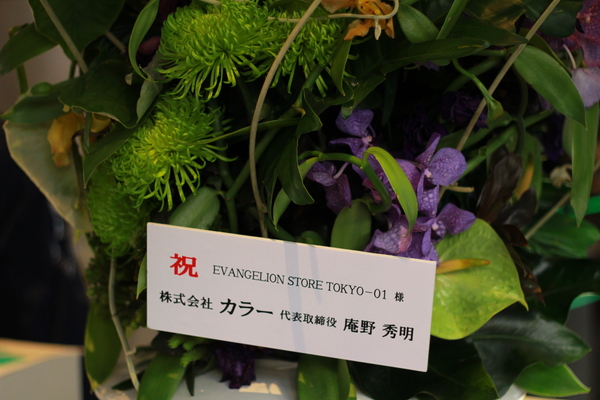 祝 EVANGELION STORE TOKYO-01 様
株式会社 カラー 代表取締役 庵野 秀明